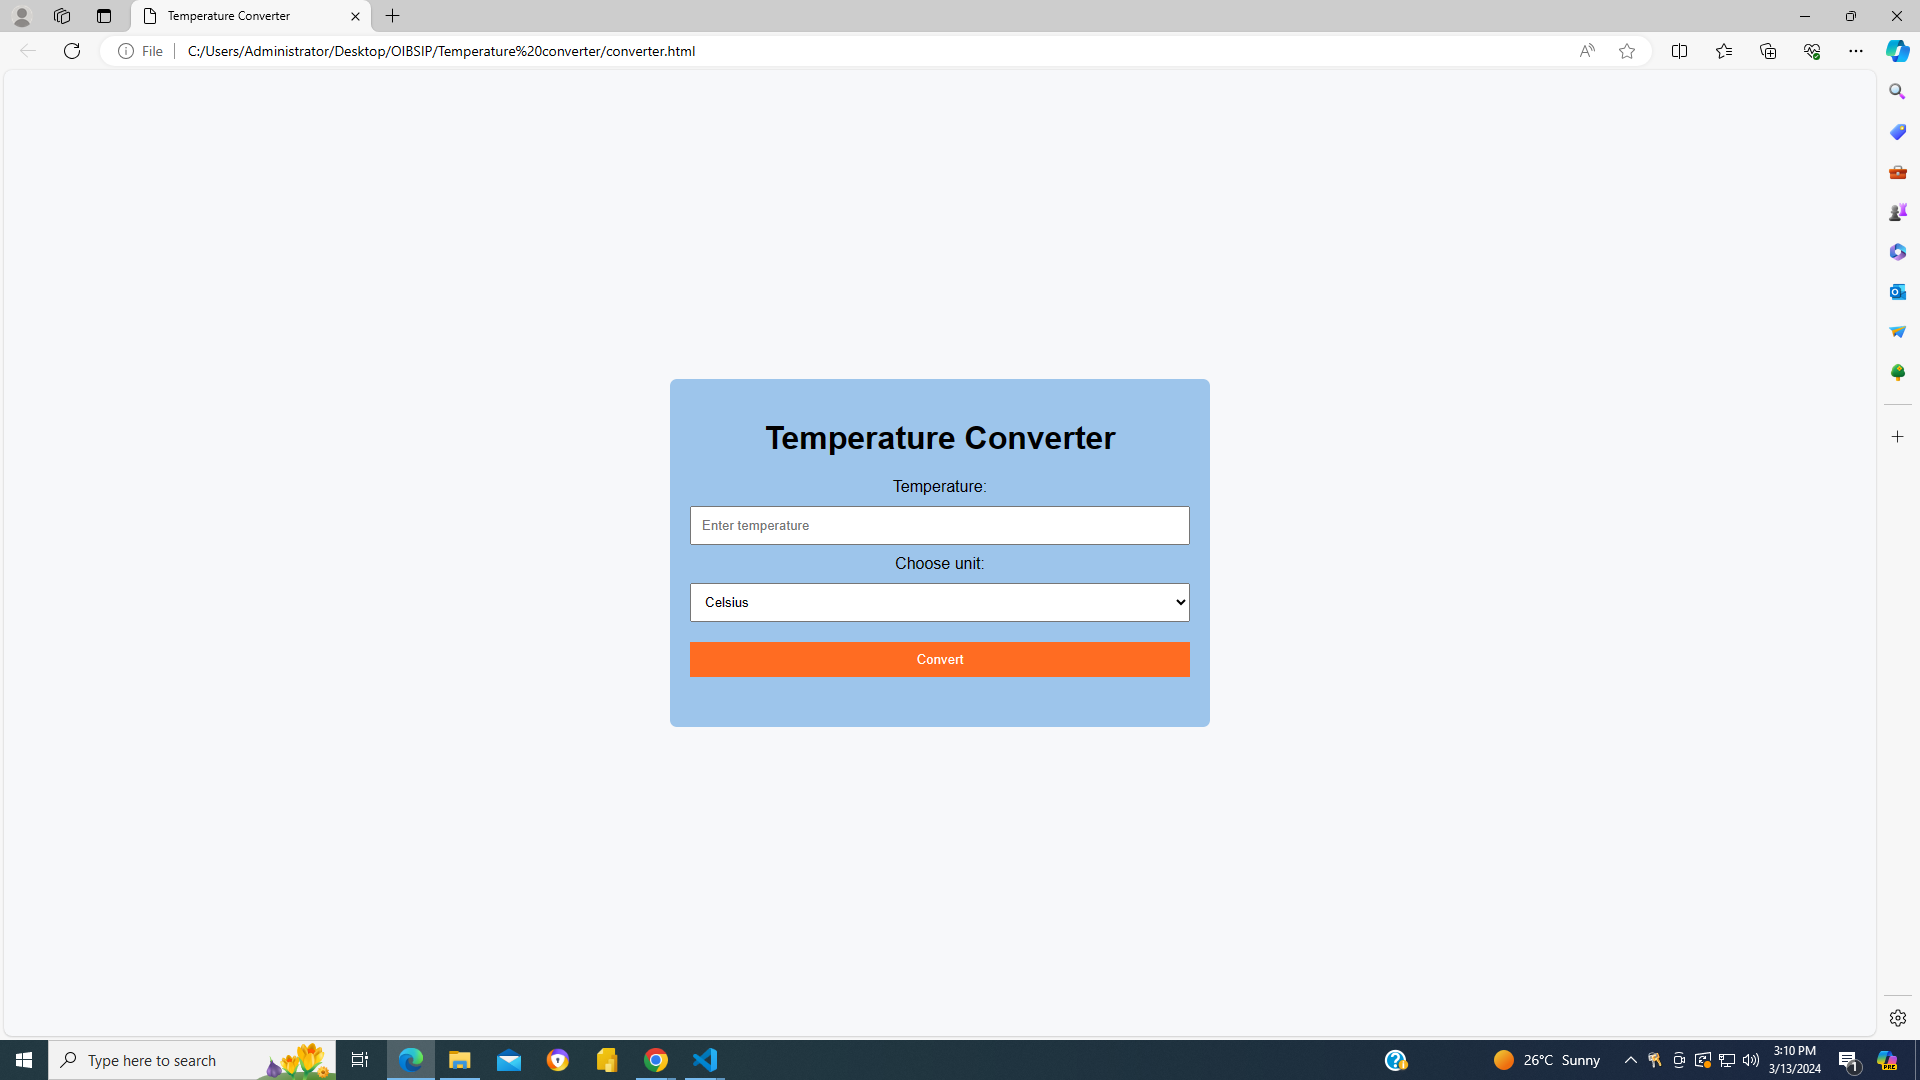 Temperature Converter
File
C:/Users/Administrator/Desktop/OIBSIP/Temperature%20converter/converter.html
Temperature Converter
Temperature:
Enter temperature
Choose unit:
Celsius
Convert
Type here to search
26°C Sunny
3:10 PM
3/13/2024
1
PRE